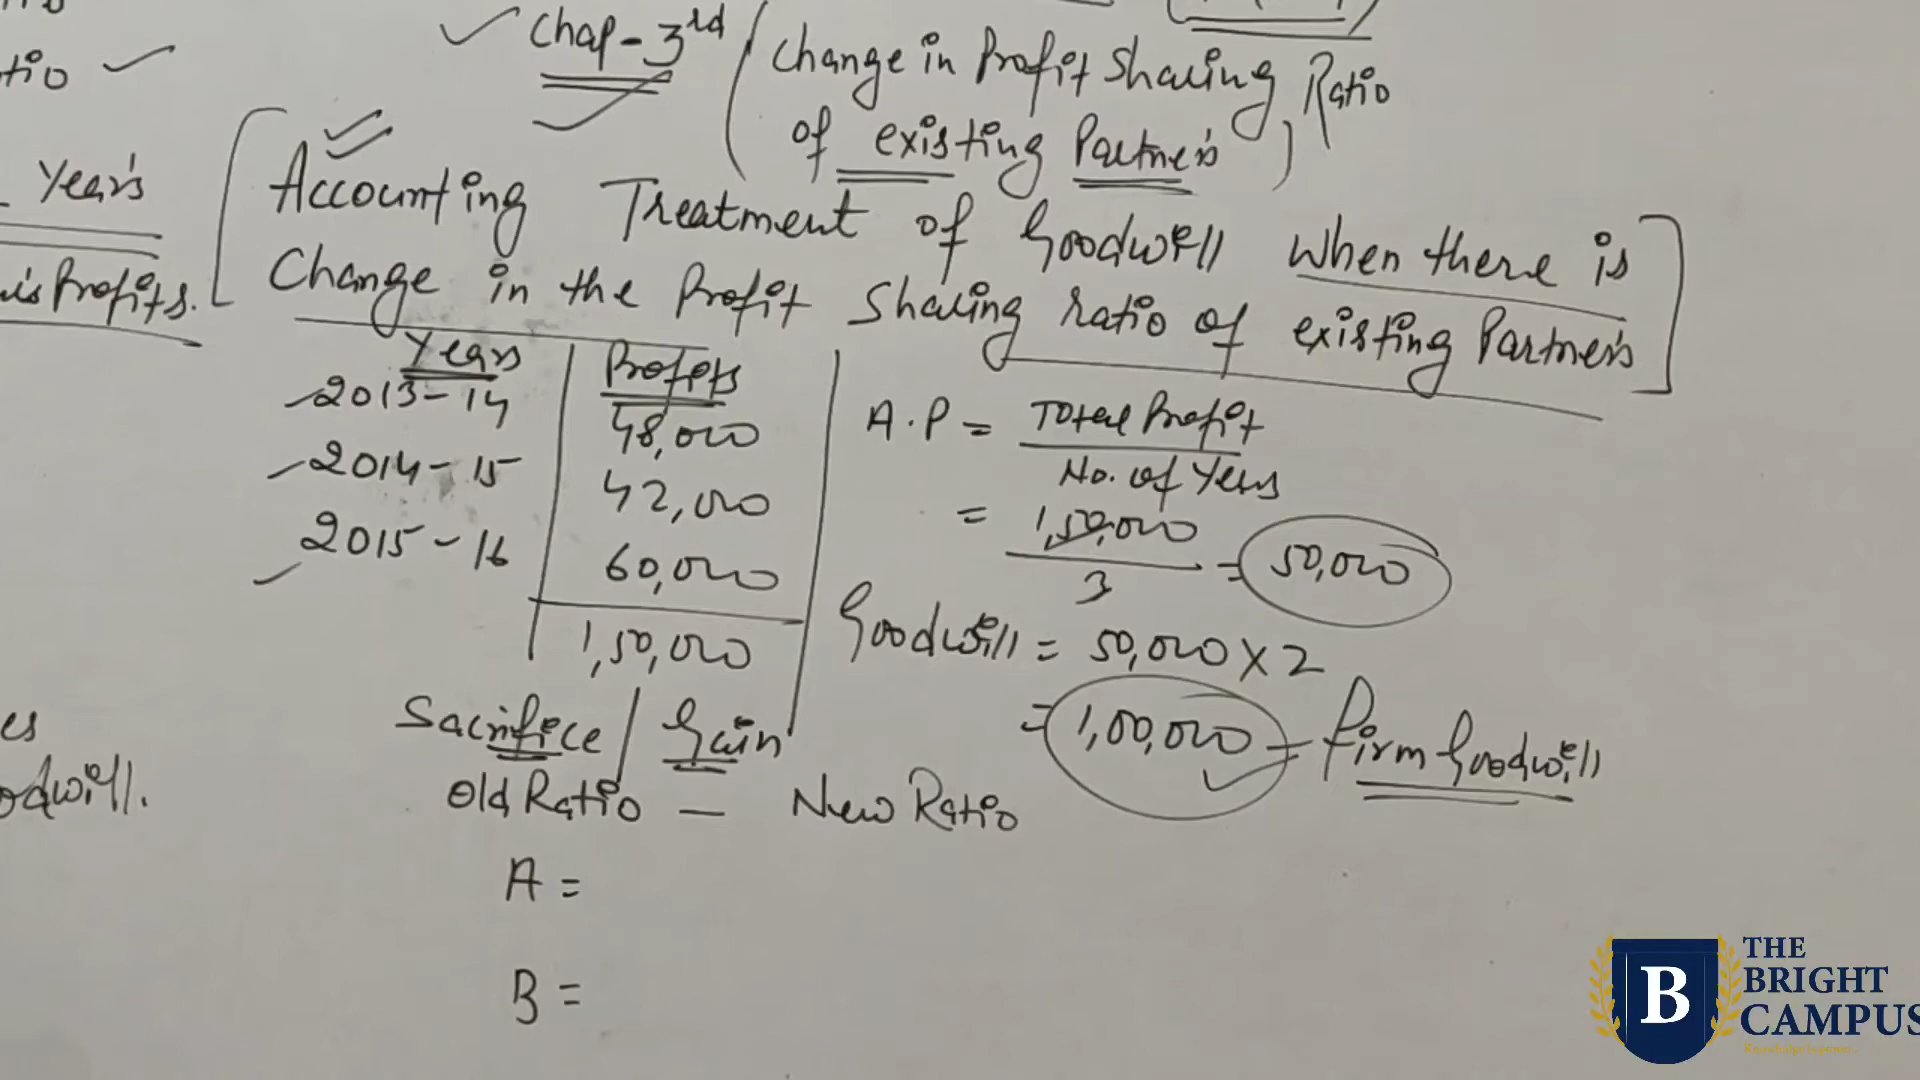 tio
Chap-3rd (Change in Profit Sharing Ratio
of existing Partner's)
Year's
Profits.
[Accounting Treatment of Goodwill when there is
Change in the Profit Sharing ratio of existing Partner's]
Years | Profits
2013-14 48,000
2014-15 42,000
2015-16 60,000
1,50,000
A.P = Total Profit
No. of Years
= 1,50,000
3
= 50,000
Goodwill = 50,000 × 2
= 1,00,000 - firm Goodwill
Sacrifice / Gain
Old Ratio — New Ratio
es
odwill.
A =
B =
B
THE
BRIGHT
CAMPUS